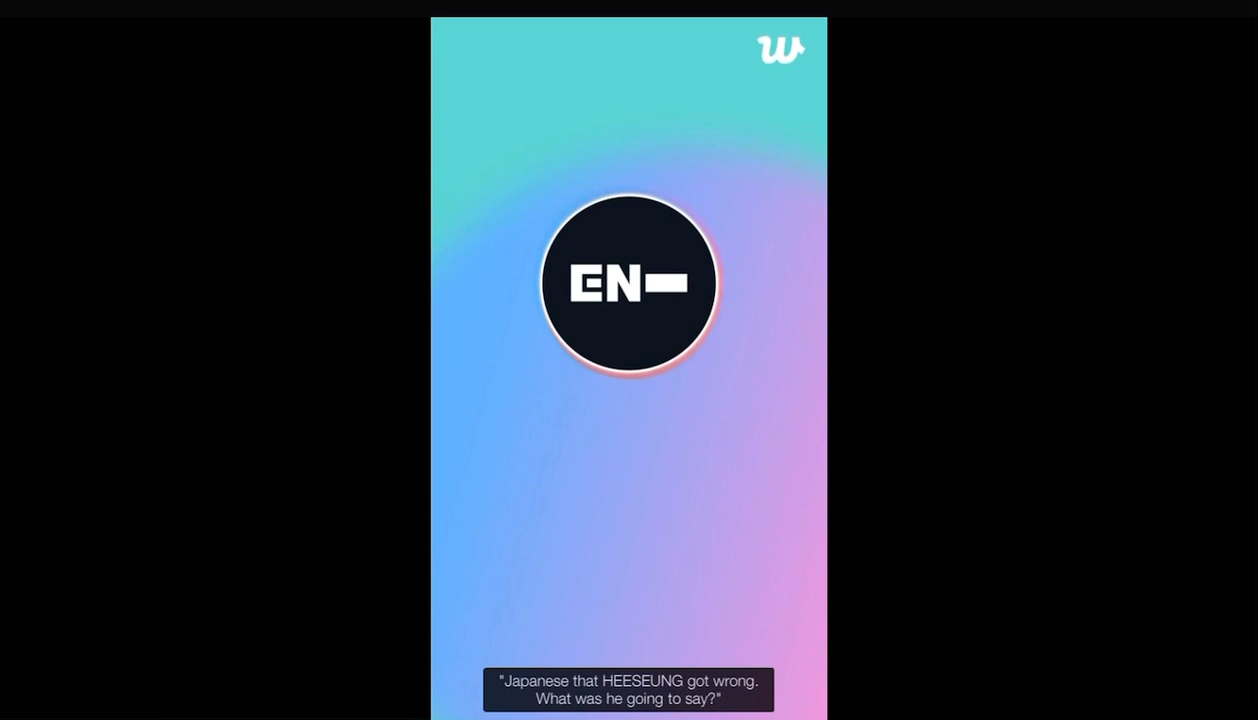 w
EN-
"Japanese that HEESEUNG got wrong.
What was he going to say?"